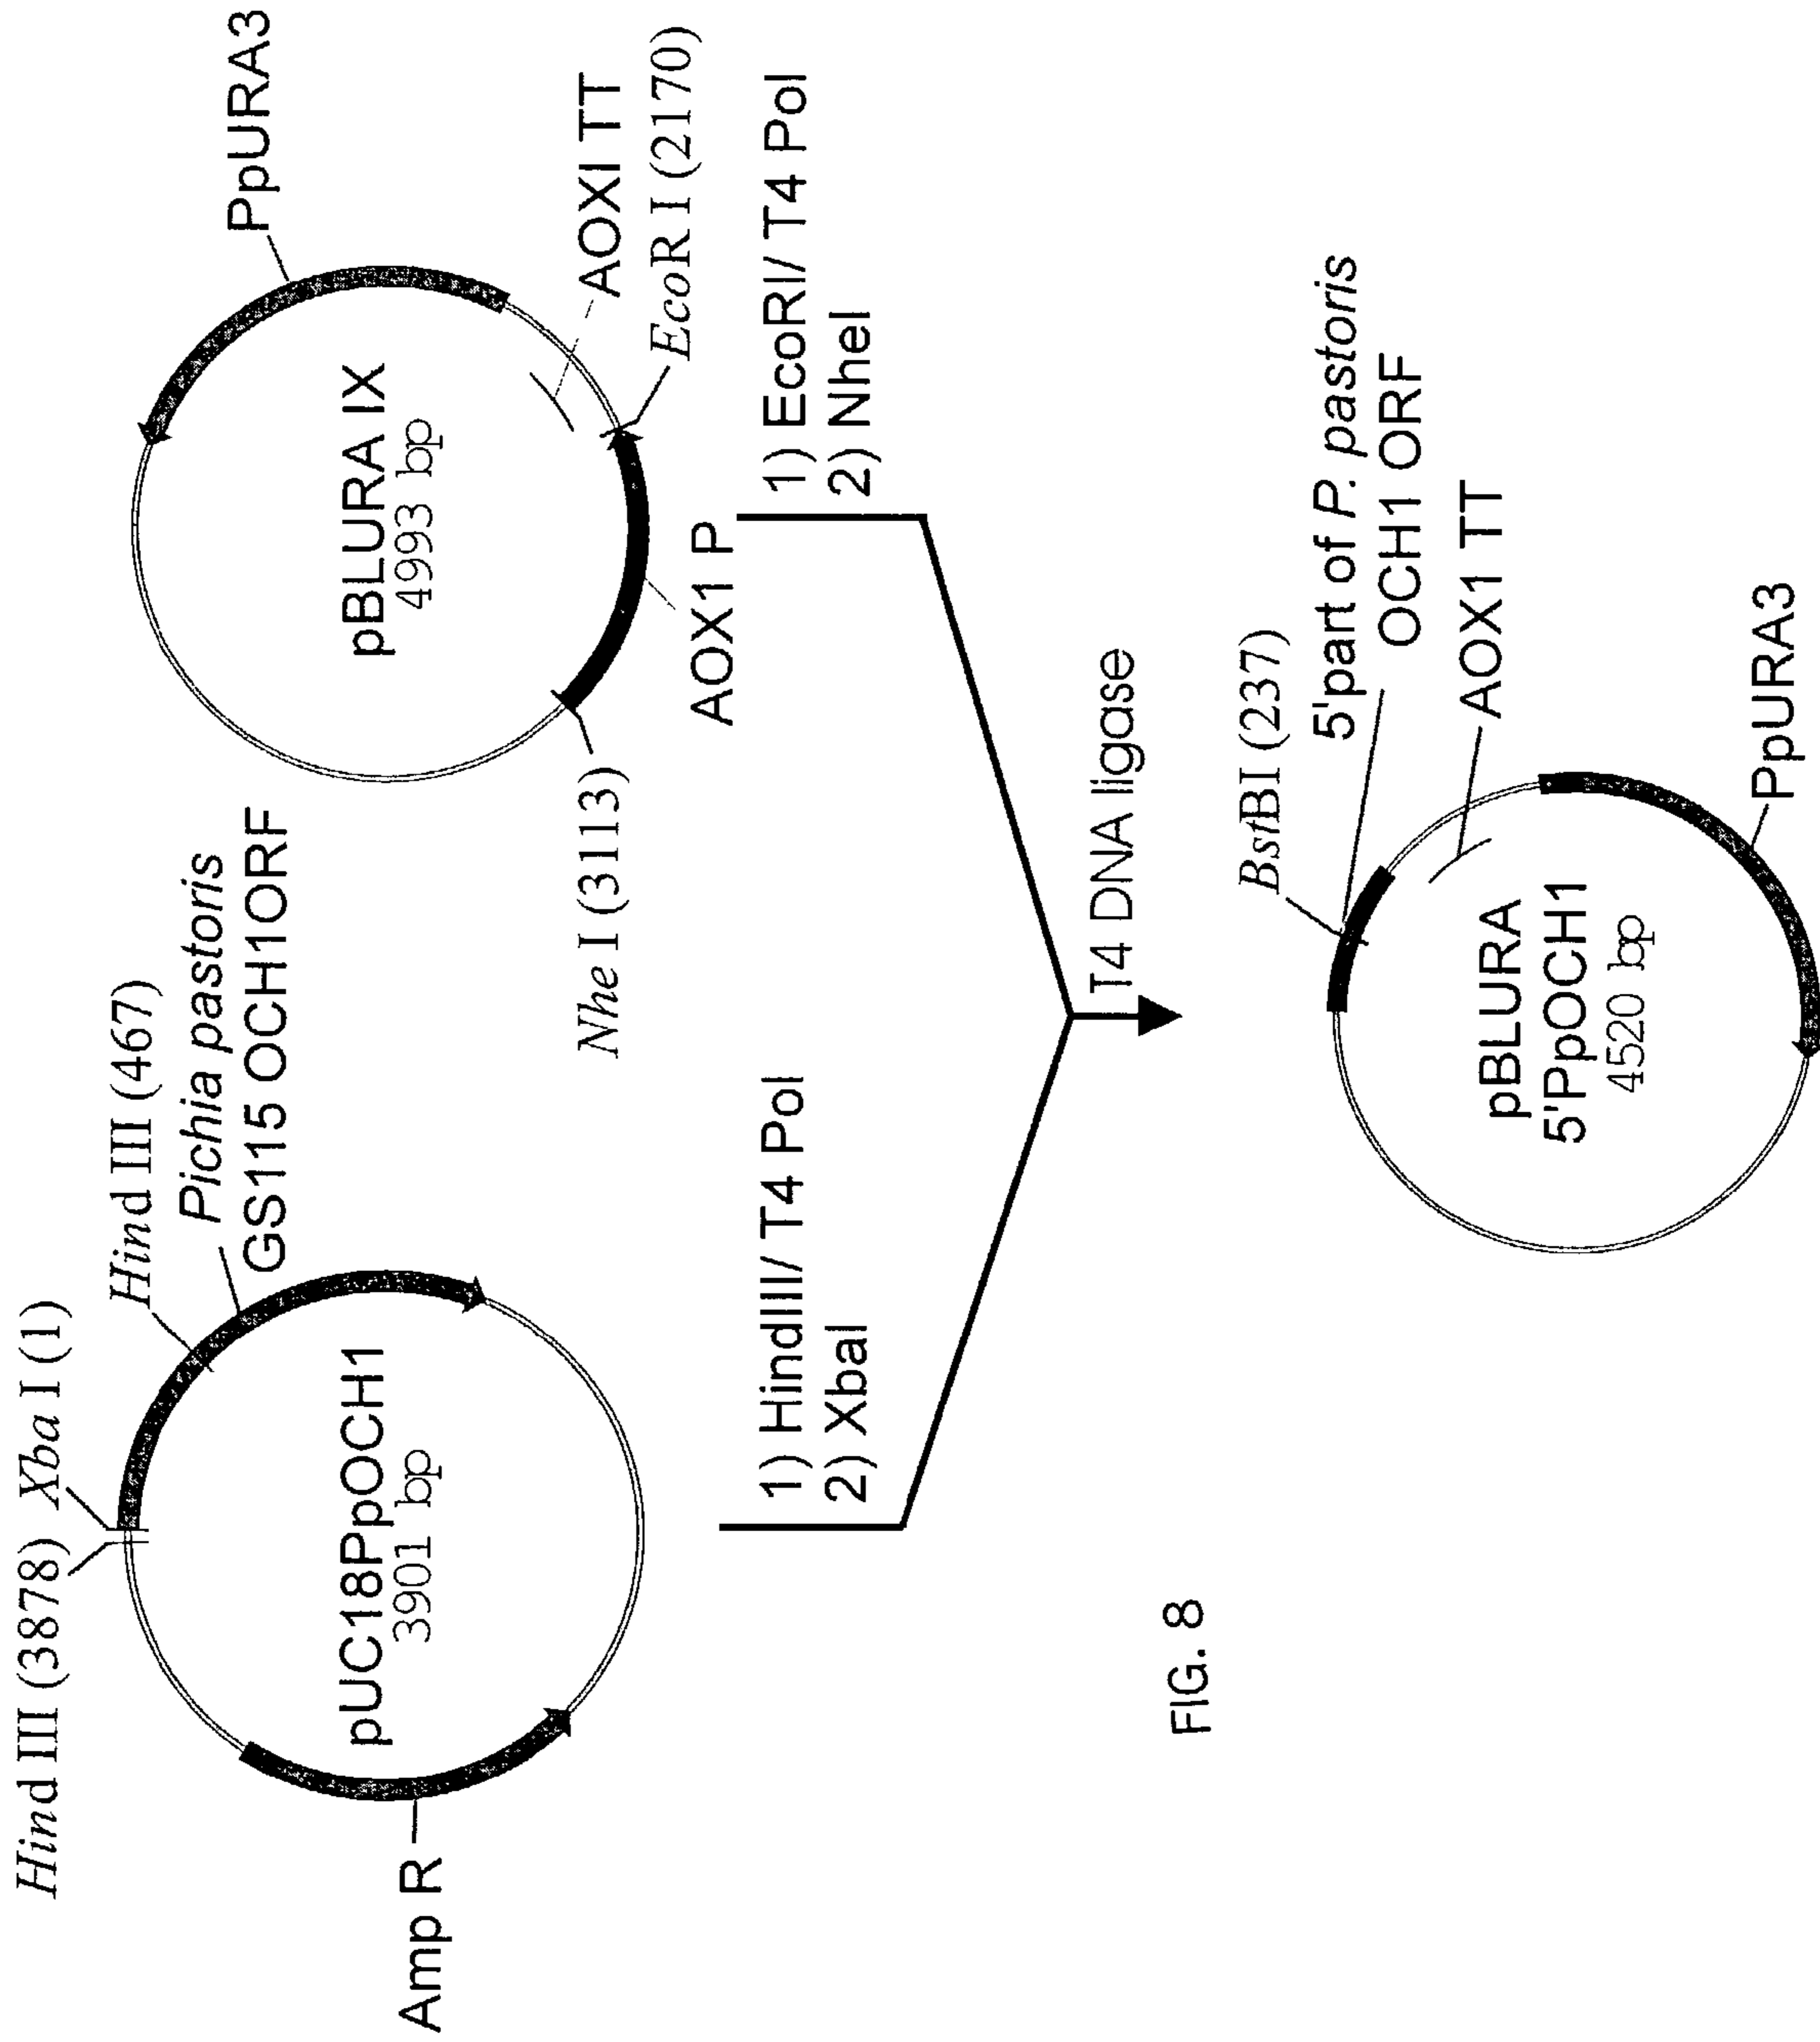 Hind III (3878)
Xba I (1)
Hind III (467)
Pichia pastoris
GS115 OCH1ORF
pUC18PpOCH1
3901 bp
Amp R
PpURA3
pBLURA IX
4993 bp
AOXI TT
EcoR I (2170)
Nhe I (3113)
AOX1 P
1) HindIII/ T4 Pol
2) XbaI
1) EcoRI/ T4 Pol
2) NheI
T4 DNA ligase
BstBI (237)
5'part of P. pastoris
OCH1 ORF
AOX1 TT
pBLURA
5'PpOCH1
4520 bp
PpURA3
FIG. 8